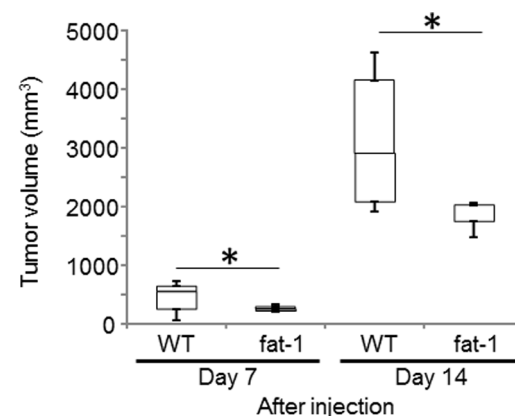 Tumor volume (mm³)
5000
4000
3000
2000
1000
0
*
*
WT fat-1 WT fat-1
Day 7 Day 14
After injection